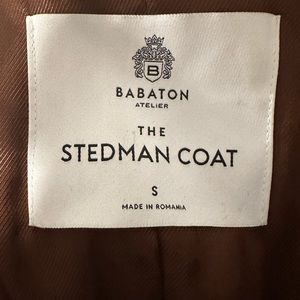 B
BABATON
ATELIER
THE
STEDMAN COAT
S
MADE IN ROMANIA